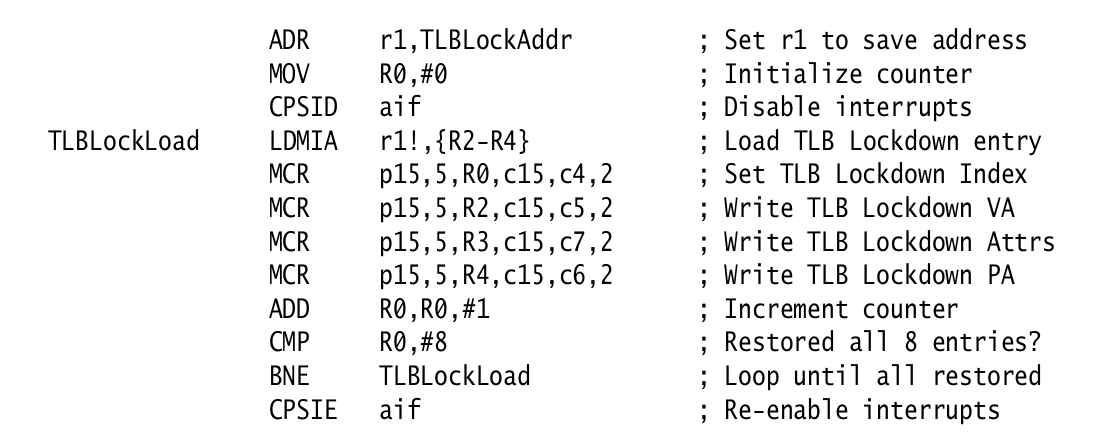 ADR r1,TLBLockAddr ; Set r1 to save address
MOV R0,#0 ; Initialize counter
CPSID aif ; Disable interrupts
TLBLockLoad LDMIA r1!,{R2-R4} ; Load TLB Lockdown entry
MCR p15,5,R0,c15,c4,2 ; Set TLB Lockdown Index
MCR p15,5,R2,c15,c5,2 ; Write TLB Lockdown VA
MCR p15,5,R3,c15,c7,2 ; Write TLB Lockdown Attrs
MCR p15,5,R4,c15,c6,2 ; Write TLB Lockdown PA
ADD R0,R0,#1 ; Increment counter
CMP R0,#8 ; Restored all 8 entries?
BNE TLBLockLoad ; Loop until all restored
CPSIE aif ; Re-enable interrupts